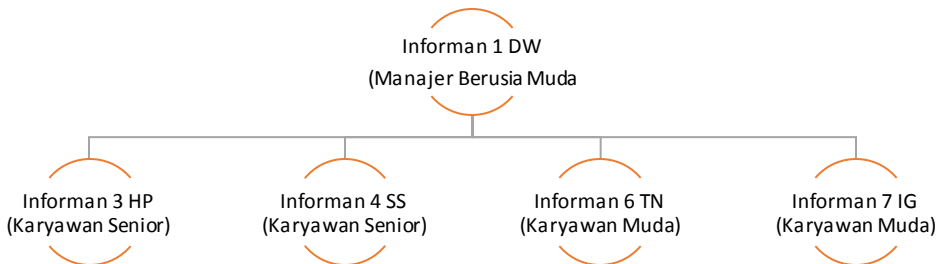 Informan 1 DW
(Manajer Berusia Muda
Informan 3 HP
(Karyawan Senior)
Informan 4 SS
(Karyawan Senior)
Informan 6 TN
(Karyawan Muda)
Informan 7 IG
(Karyawan Muda)